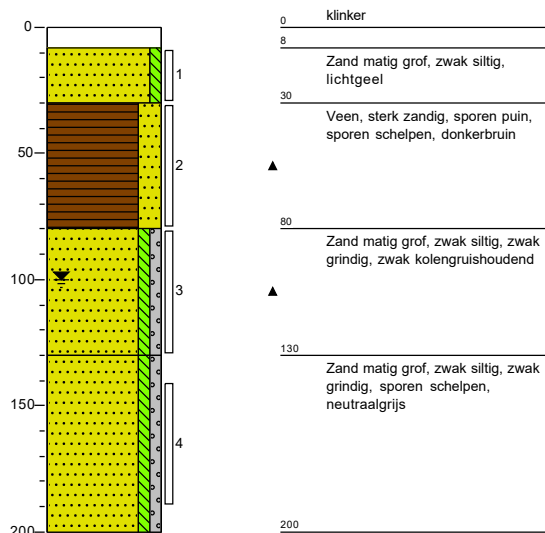 0
50
100
150
200
1
2
3
4
0
klinker
8
Zand matig grof, zwak siltig,
lichtgeel
30
Veen, sterk zandig, sporen puin,
sporen schelpen, donkerbruin
80
Zand matig grof, zwak siltig, zwak
grindig, zwak kolengruishoudend
130
Zand matig grof, zwak siltig, zwak
grindig, sporen schelpen,
neutraalgrijs
200